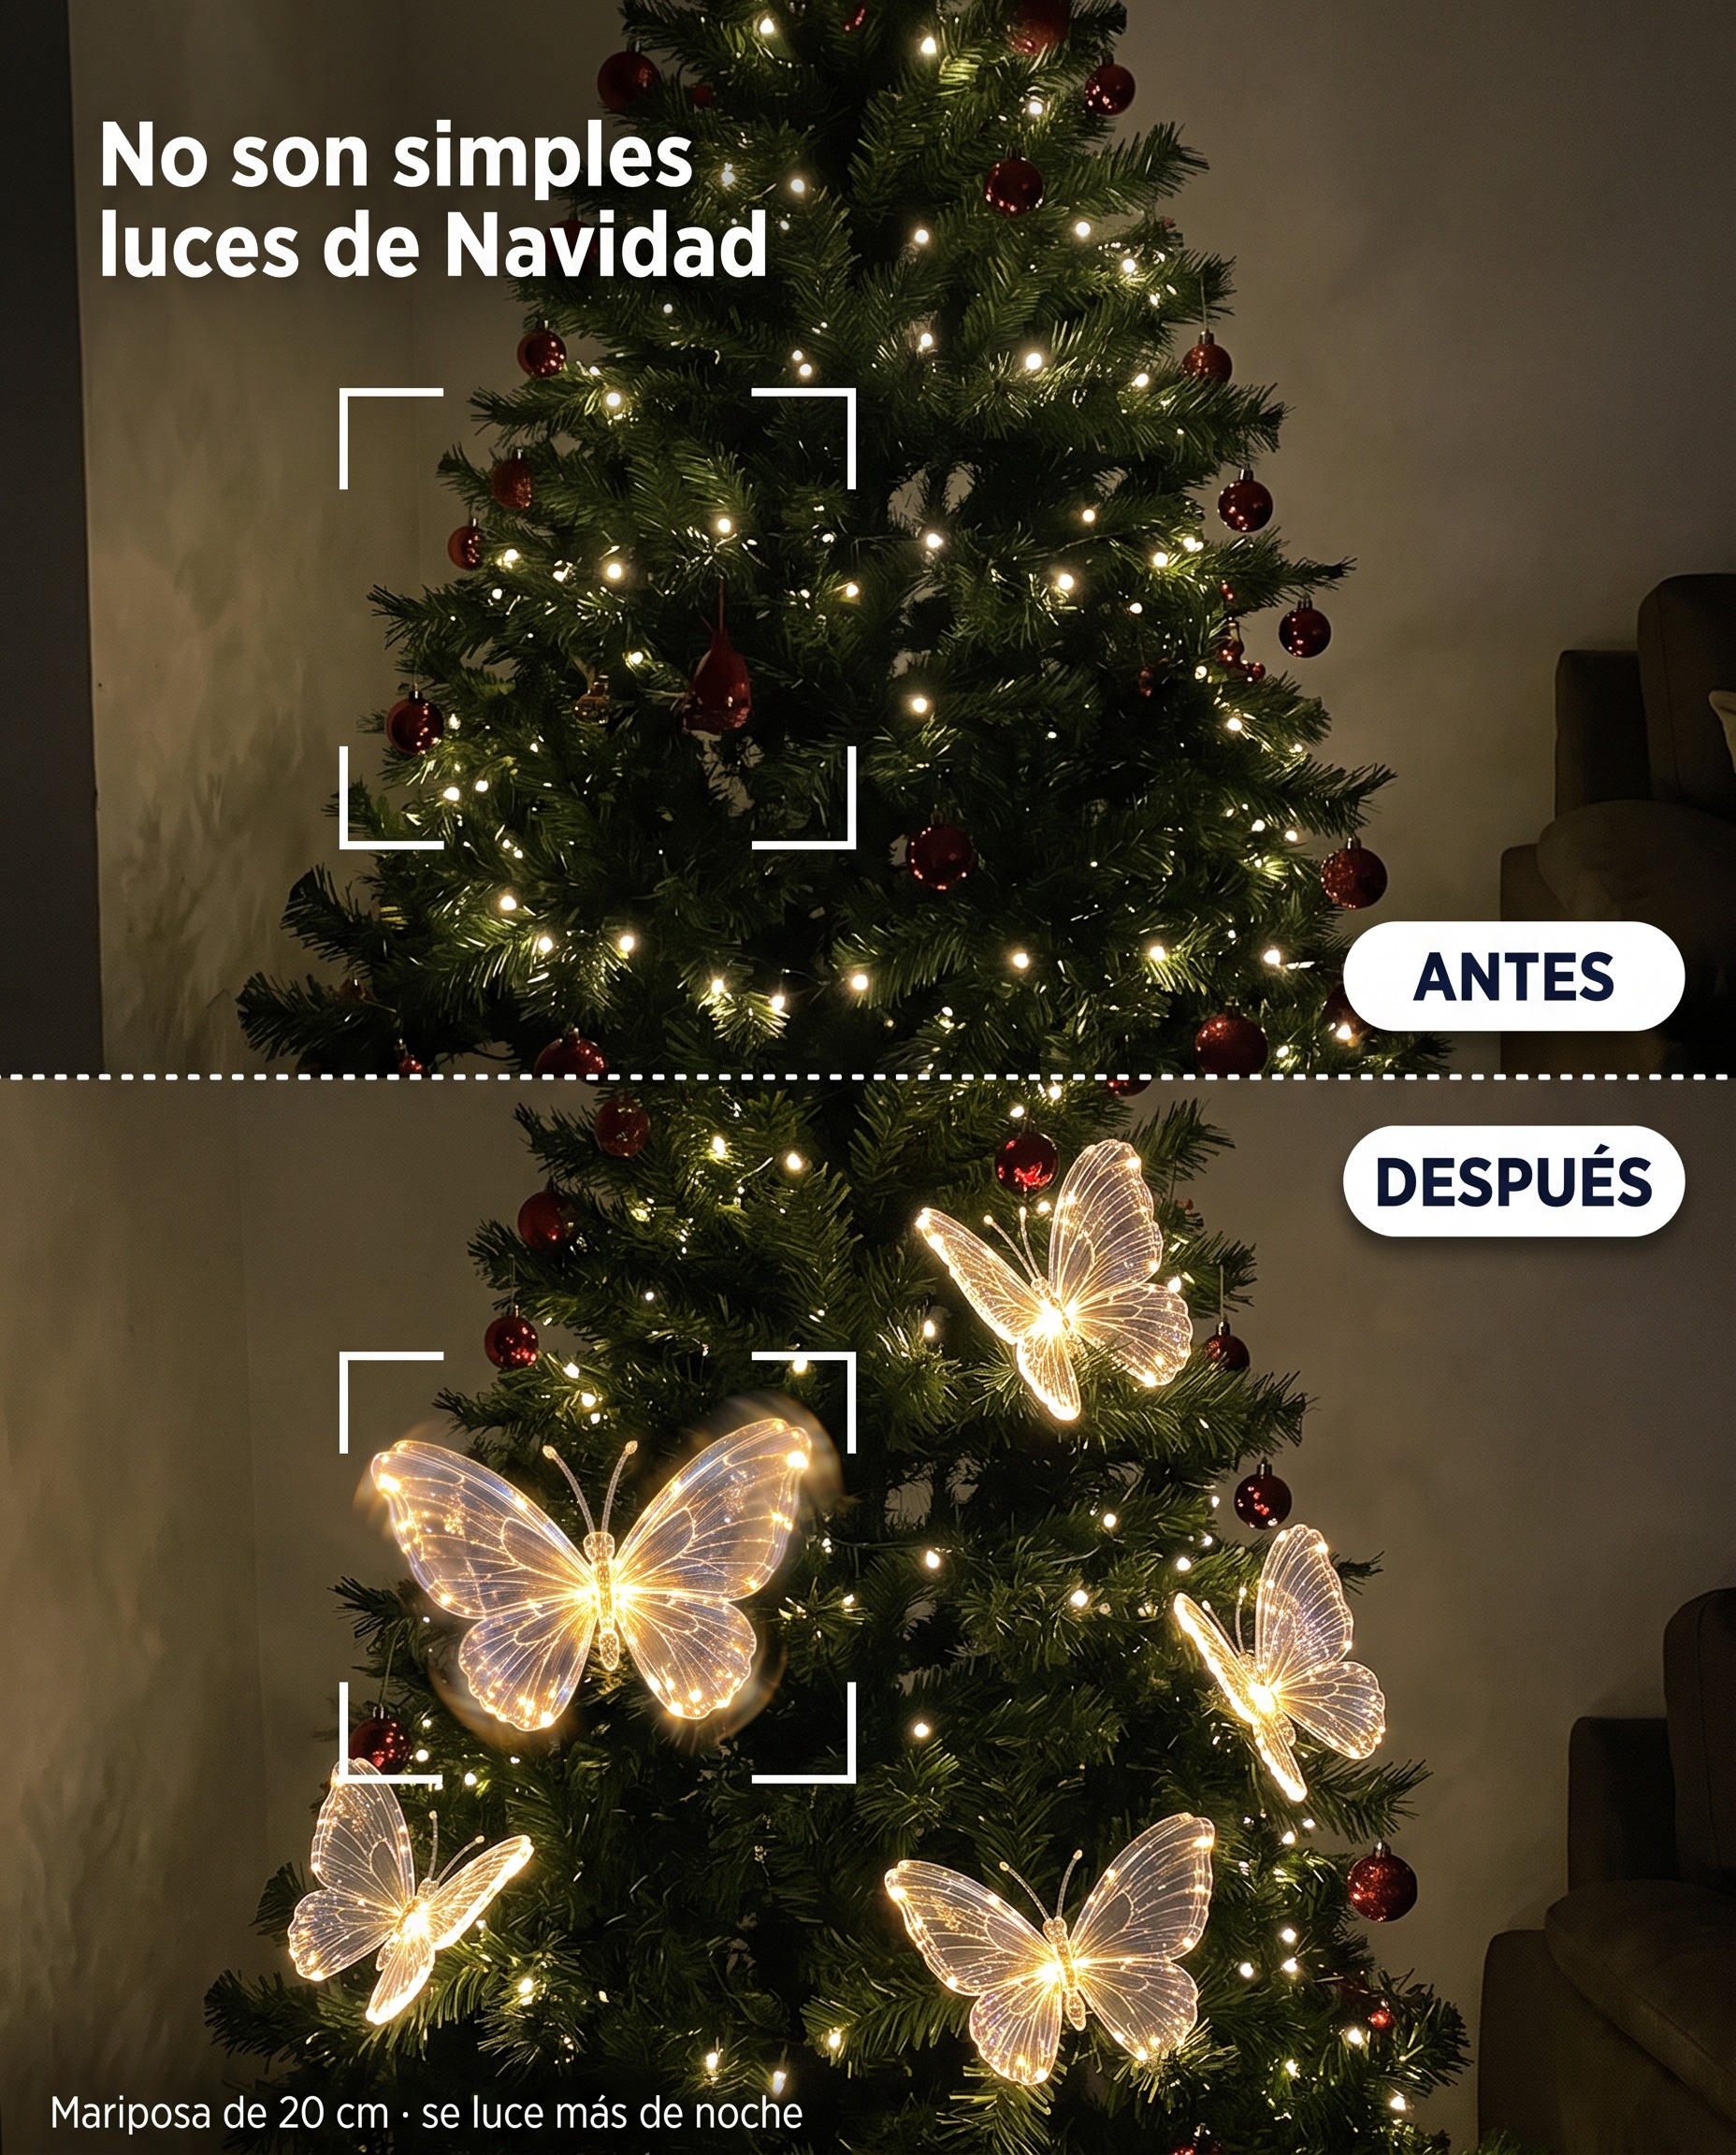 No son simples
luces de Navidad
ANTES
DESPUÉS
Mariposa de 20 cm · se luce más de noche